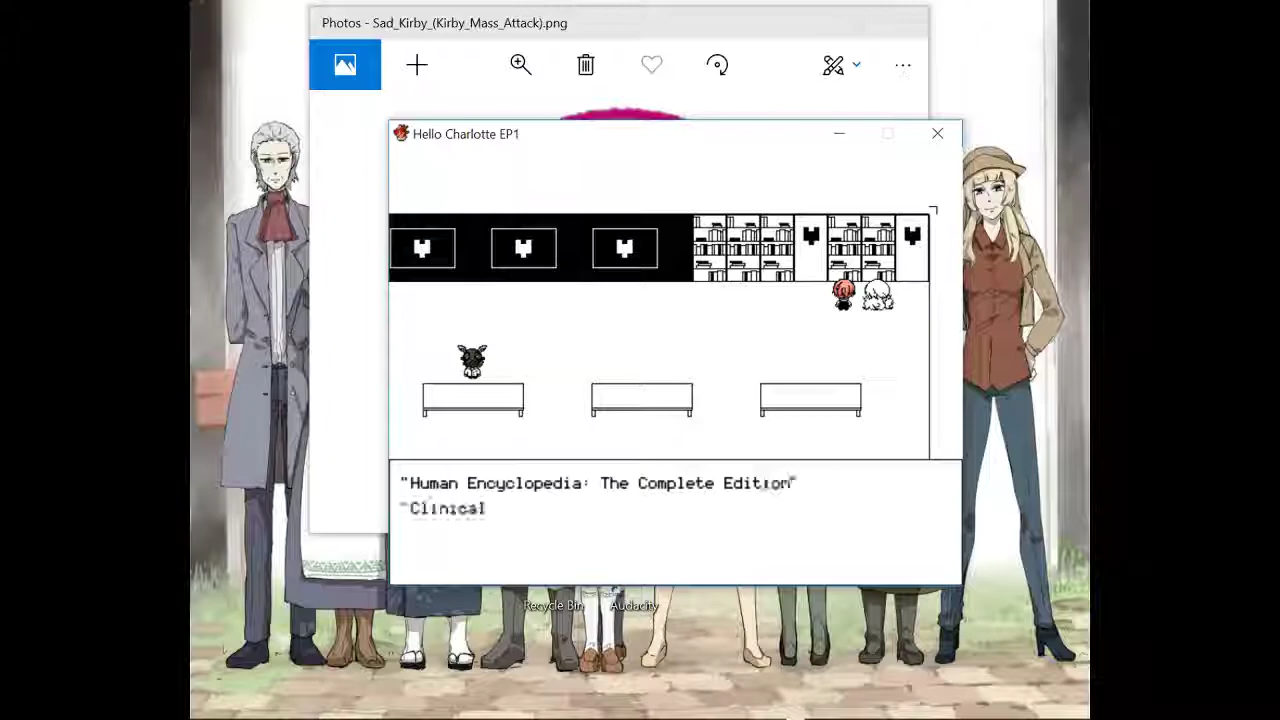 Photos - Sad_Kirby_(Kirby_Mass_Attack).png
Hello Charlotte EP1
"Human Encyclopedia: The Complete Edition"
"Clinical
Recycle Bin
Audacity